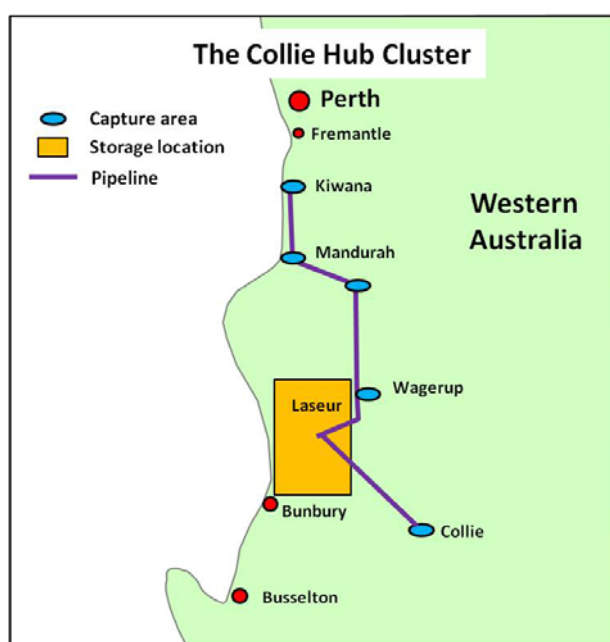 The Collie Hub Cluster
Capture area
Storage location
Pipeline
Perth
Fremantle
Kiwana
Mandurah
Western
Australia
Wagerup
Laseur
Bunbury
Collie
Busselton